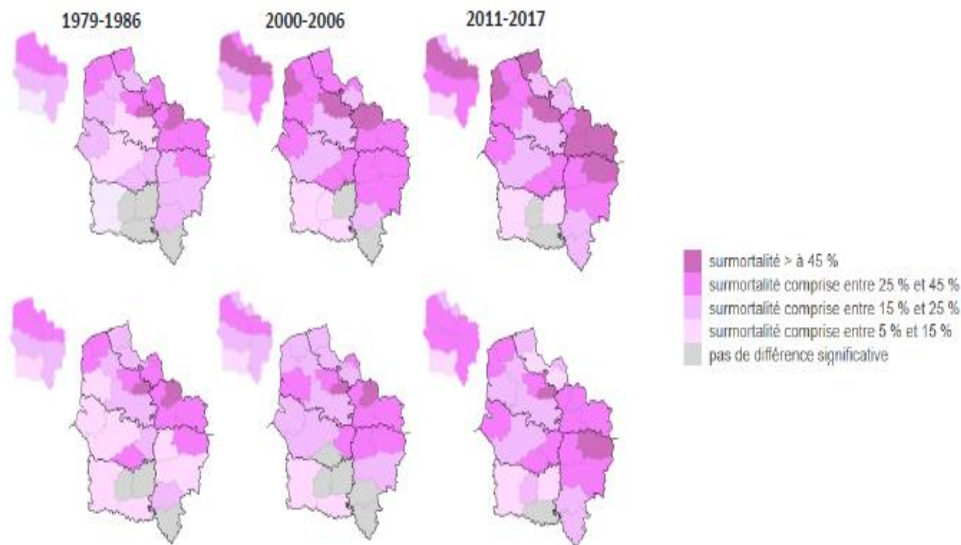 1979-1986
2000-2006
2011-2017
surmortalité > à 45 %
surmortalité comprise entre 25 % et 45 %
surmortalité comprise entre 15 % et 25 %
surmortalité comprise entre 5 % et 15 %
pas de différence significative